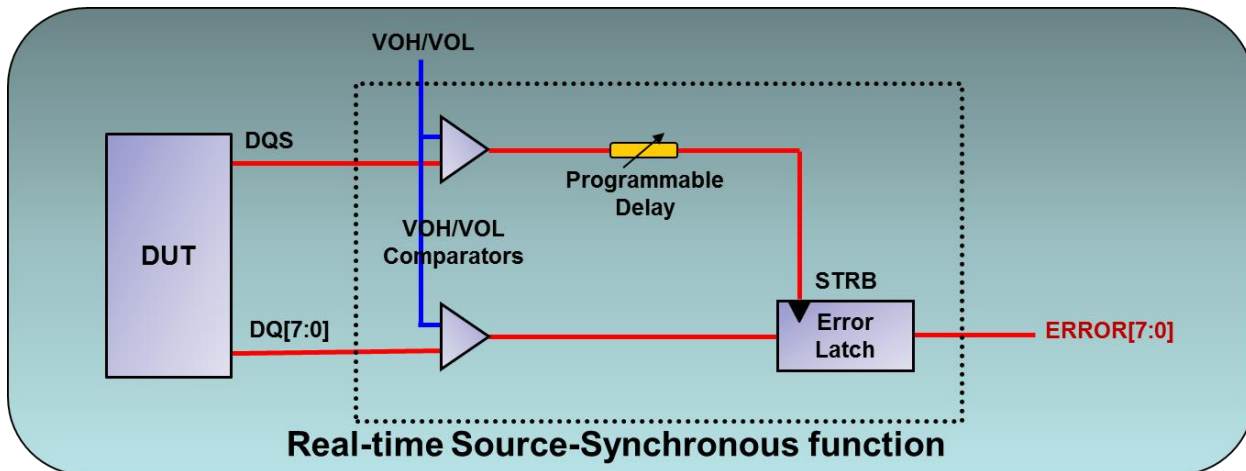 VOH/VOL
DQS
Programmable
Delay
VOH/VOL
Comparators
DUT
STRB
DQ[7:0]
Error
Latch
ERROR[7:0]
Real-time Source-Synchronous function